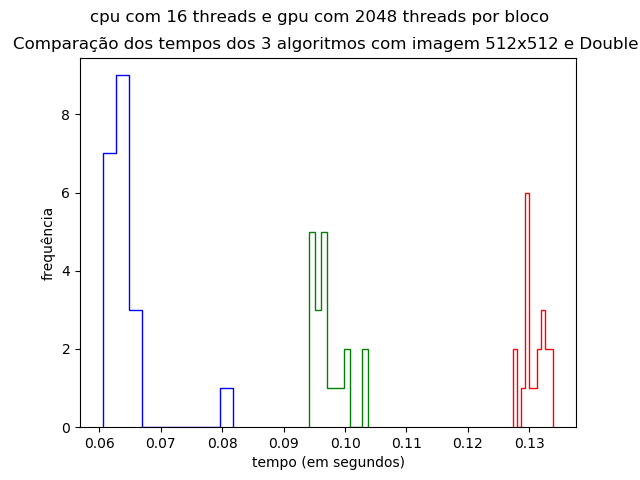 cpu com 16 threads e gpu com 2048 threads por bloco
Comparação dos tempos dos 3 algoritmos com imagem 512x512 e Double
frequência
8
6
4
2
0
0.06 0.07 0.08 0.09 0.10 0.11 0.12 0.13
tempo (em segundos)